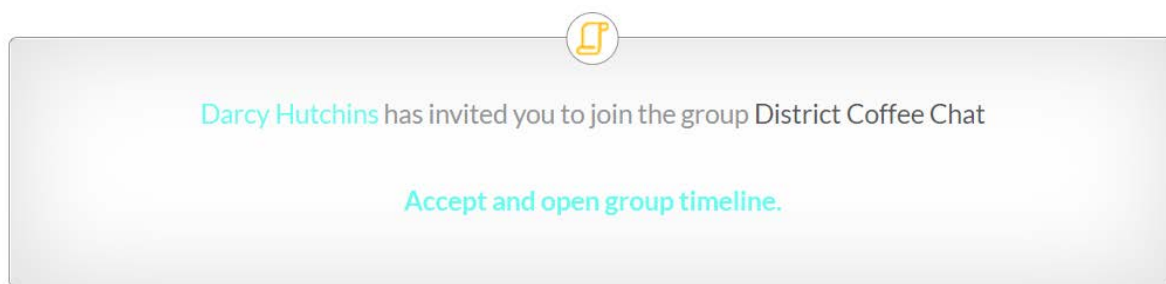 Darcy Hutchins has invited you to join the group District Coffee Chat
Accept and open group timeline.